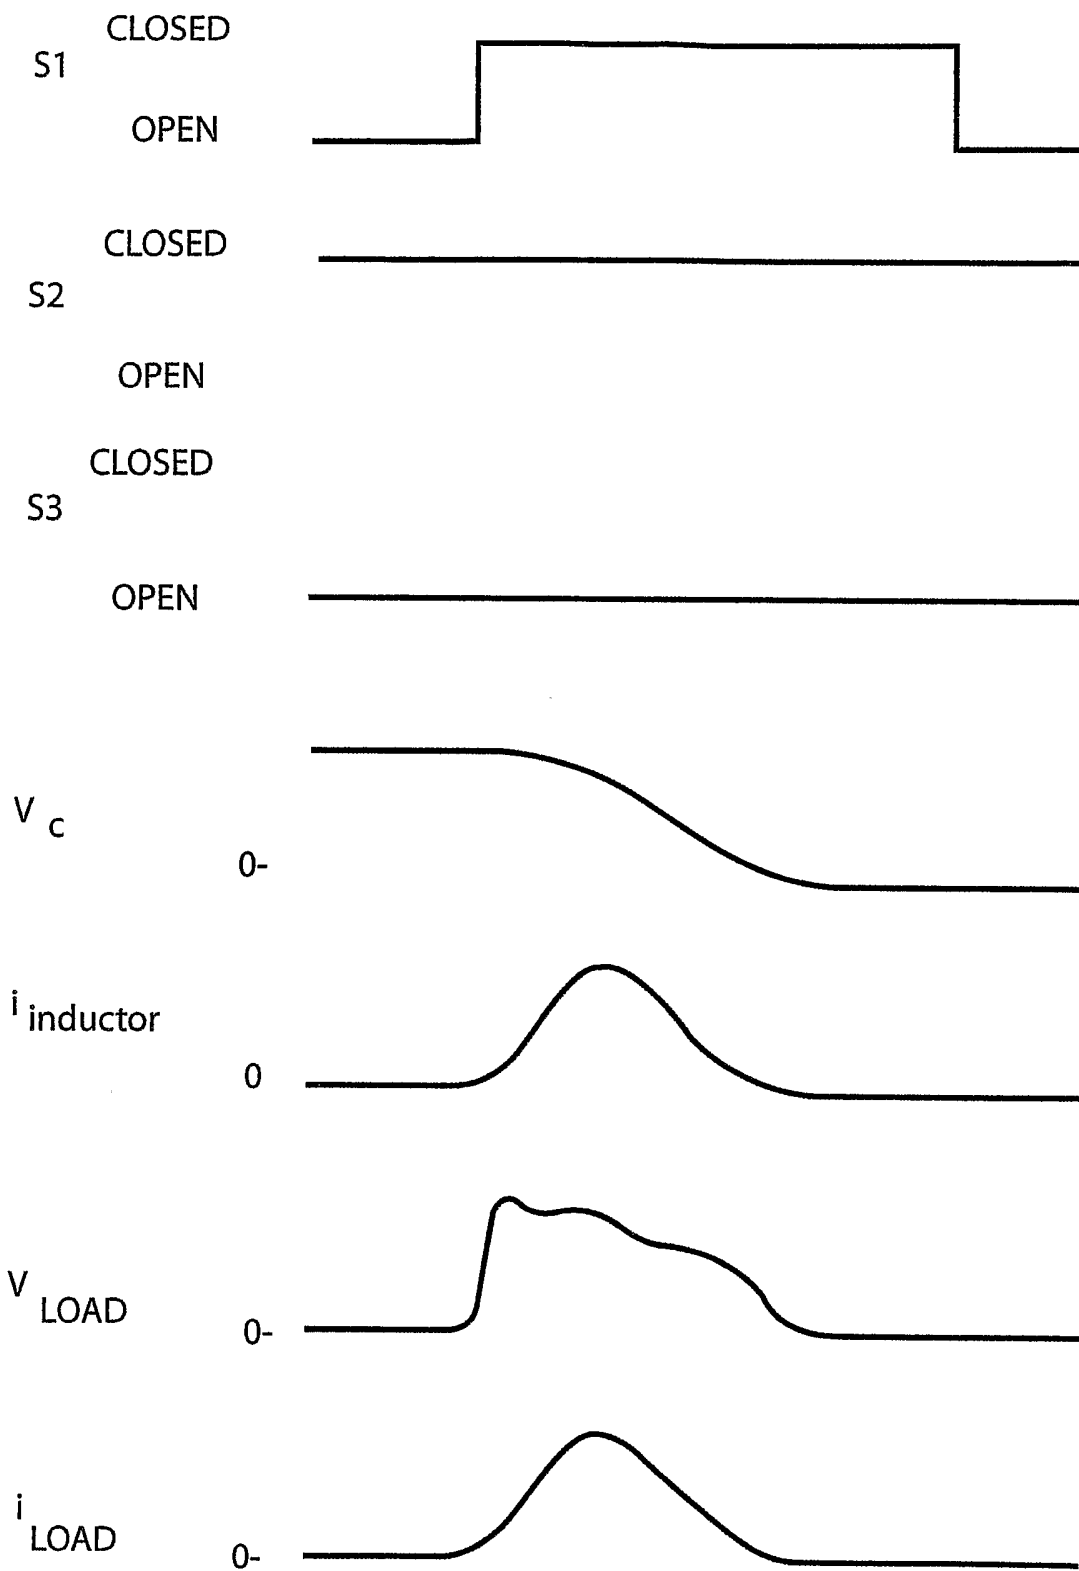 CLOSED
S1
OPEN
CLOSED
S2
OPEN
CLOSED
S3
OPEN
V C
0-
i inductor
0
V LOAD
0-
i LOAD
0-